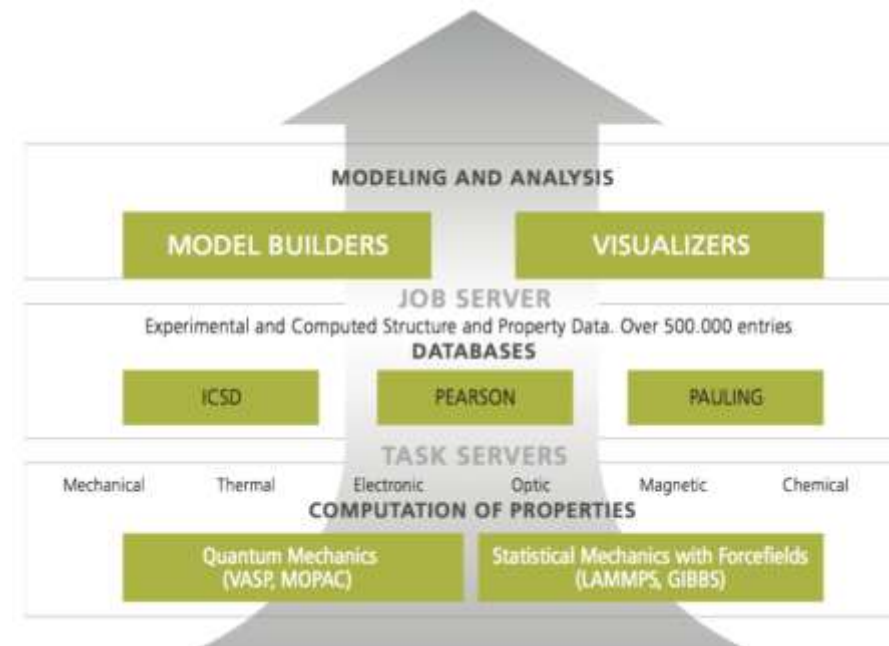 MODELING AND ANALYSIS
MODEL BUILDERS
VISUALIZERS
JOB SERVER
Experimental and Computed Structure and Property Data. Over 500.000 entries
DATABASES
ICSD
PEARSON
PAULING
TASK SERVERS
Mechanical Thermal Electronic Optic Magnetic Chemical
COMPUTATION OF PROPERTIES
Quantum Mechanics
(VASP, MOPAC)
Statistical Mechanics with Forcefields
(LAMMPS, GIBBS)